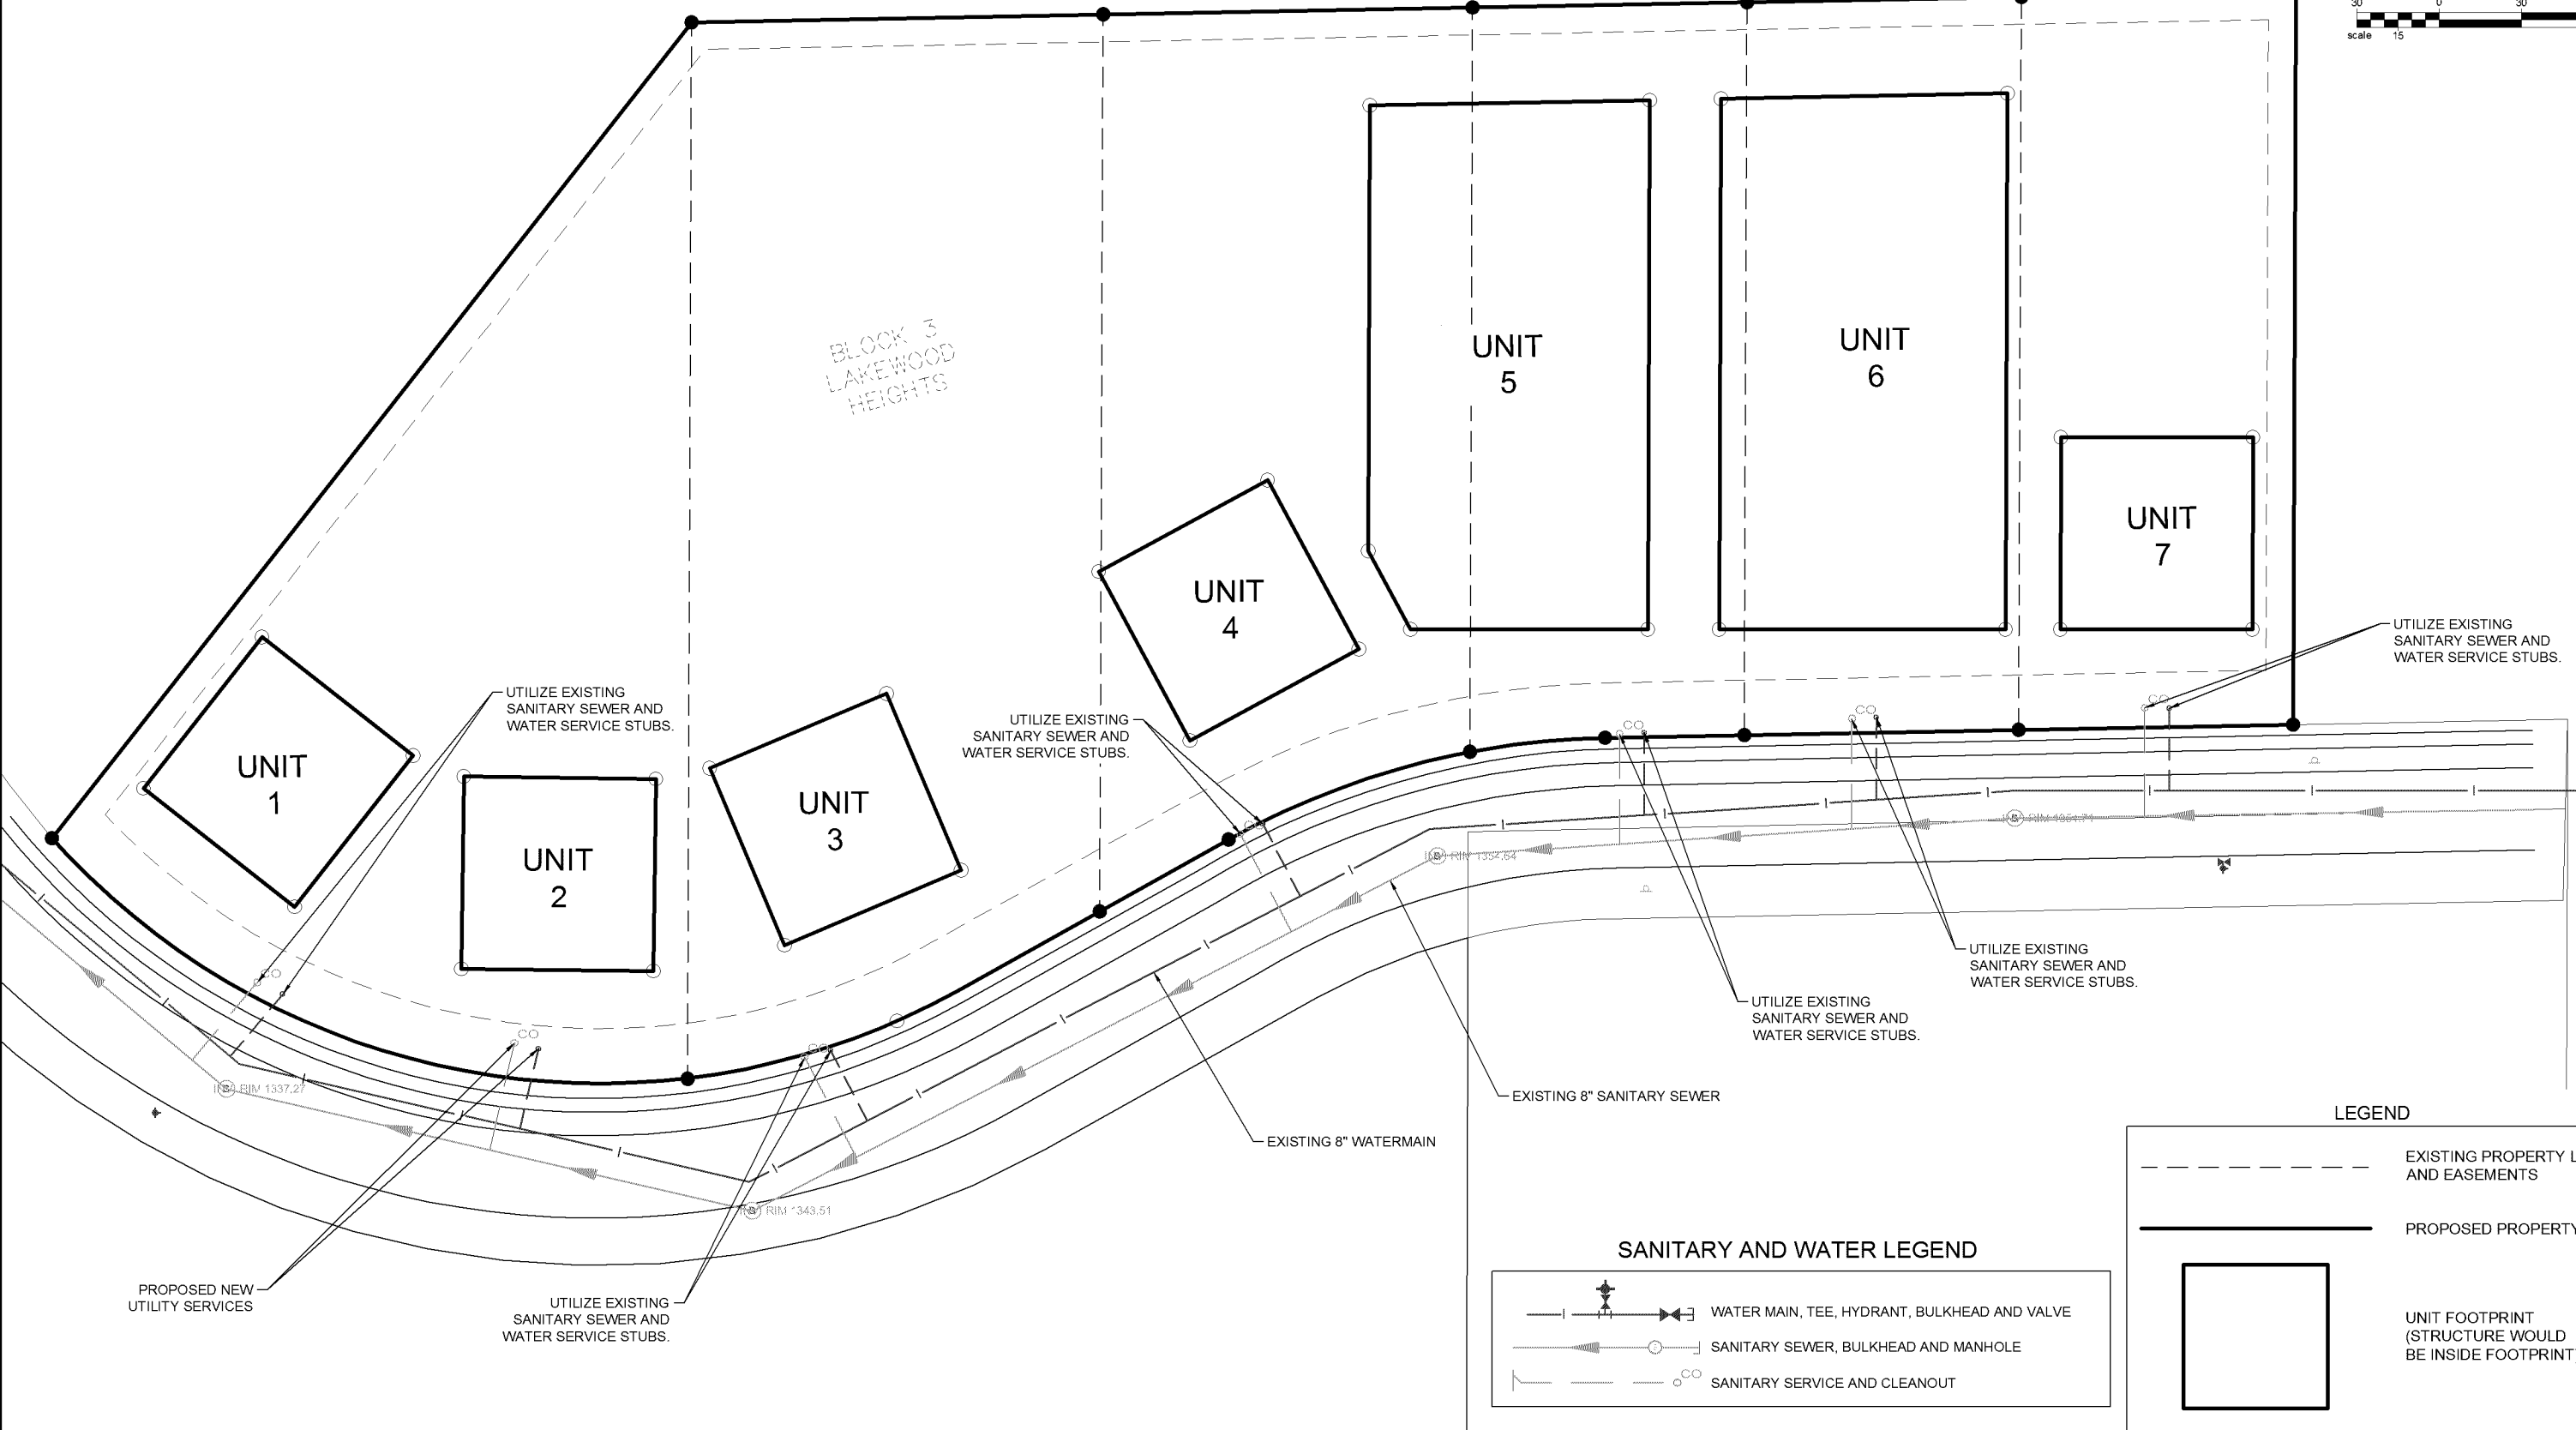 30
0
30
scale
15
BLOCK 3
LAKEWOOD
HEIGHTS
UNIT
5
UNIT
6
UNIT
7
UNIT
4
UNIT
1
UNIT
2
UNIT
3
UTILIZE EXISTING
SANITARY SEWER AND
WATER SERVICE STUBS.
UTILIZE EXISTING
SANITARY SEWER AND
WATER SERVICE STUBS.
UTILIZE EXISTING
SANITARY SEWER AND
WATER SERVICE STUBS.
CO
CO
CO
CO
CO
CO
CO
RIM 1354.64
RIM 1337.27
RIM 1343.51
UTILIZE EXISTING
SANITARY SEWER AND
WATER SERVICE STUBS.
UTILIZE EXISTING
SANITARY SEWER AND
WATER SERVICE STUBS.
EXISTING 8" SANITARY SEWER
EXISTING 8" WATERMAIN
PROPOSED NEW
UTILITY SERVICES
UTILIZE EXISTING
SANITARY SEWER AND
WATER SERVICE STUBS.
SANITARY AND WATER LEGEND
WATER MAIN, TEE, HYDRANT, BULKHEAD AND VALVE
SANITARY SEWER, BULKHEAD AND MANHOLE
CO
SANITARY SERVICE AND CLEANOUT
LEGEND
EXISTING PROPERTY L
AND EASEMENTS
PROPOSED PROPERTY
UNIT FOOTPRINT
(STRUCTURE WOULD
BE INSIDE FOOTPRINT